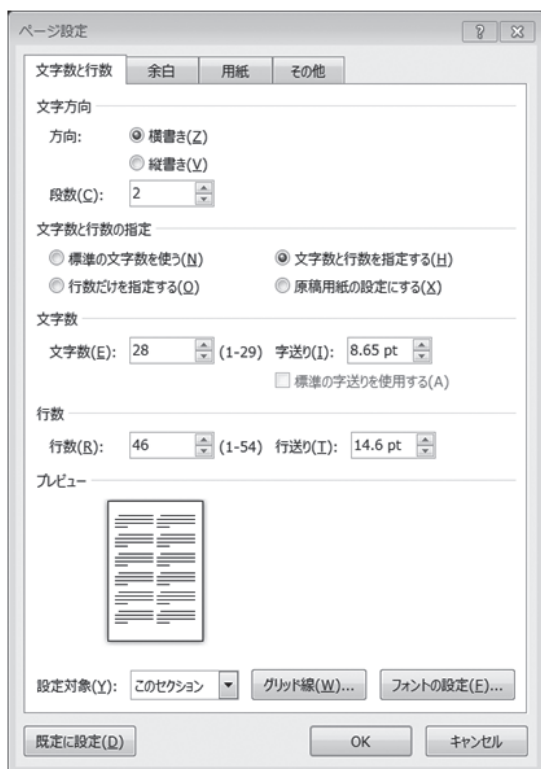 ページ設定
文字数と行数 余白 用紙 その他
文字方向
方向: 横書き(Z)
縦書き(V)
段数(C): 2
文字数と行数の指定
標準の文字数を使う(N) 文字数と行数を指定する(H)
行数だけを指定する(O) 原稿用紙の設定にする(X)
文字数
文字数(E): 28 (1-29) 字送り(I): 8.65 pt
標準の字送りを使用する(A)
行数
行数(R): 46 (1-54) 行送り(T): 14.6 pt
プレビュー
設定対象(Y): このセクション グリッド線(W)... フォントの設定(F)...
既定に設定(D) OK キャンセル